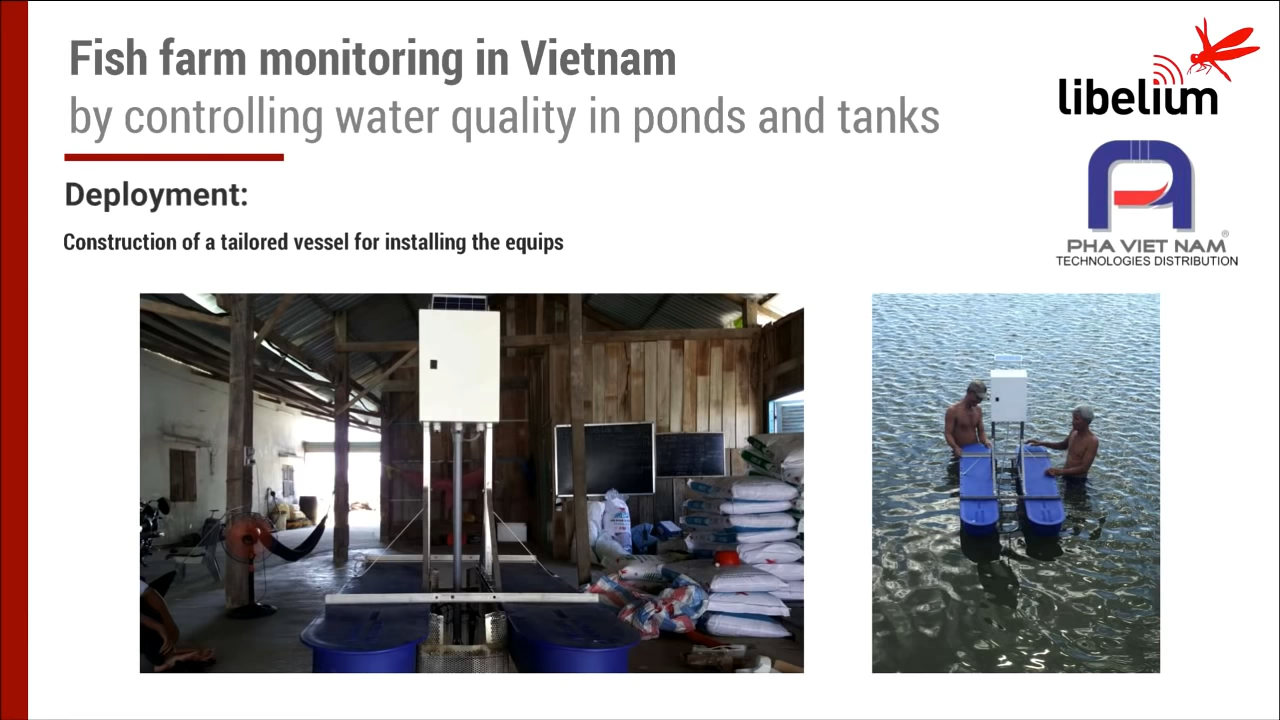 Fish farm monitoring in Vietnam
by controlling water quality in ponds and tanks
libelium
Deployment:
Construction of a tailored vessel for installing the equips
®
PHA VIET NAM
TECHNOLOGIES DISTRIBUTION